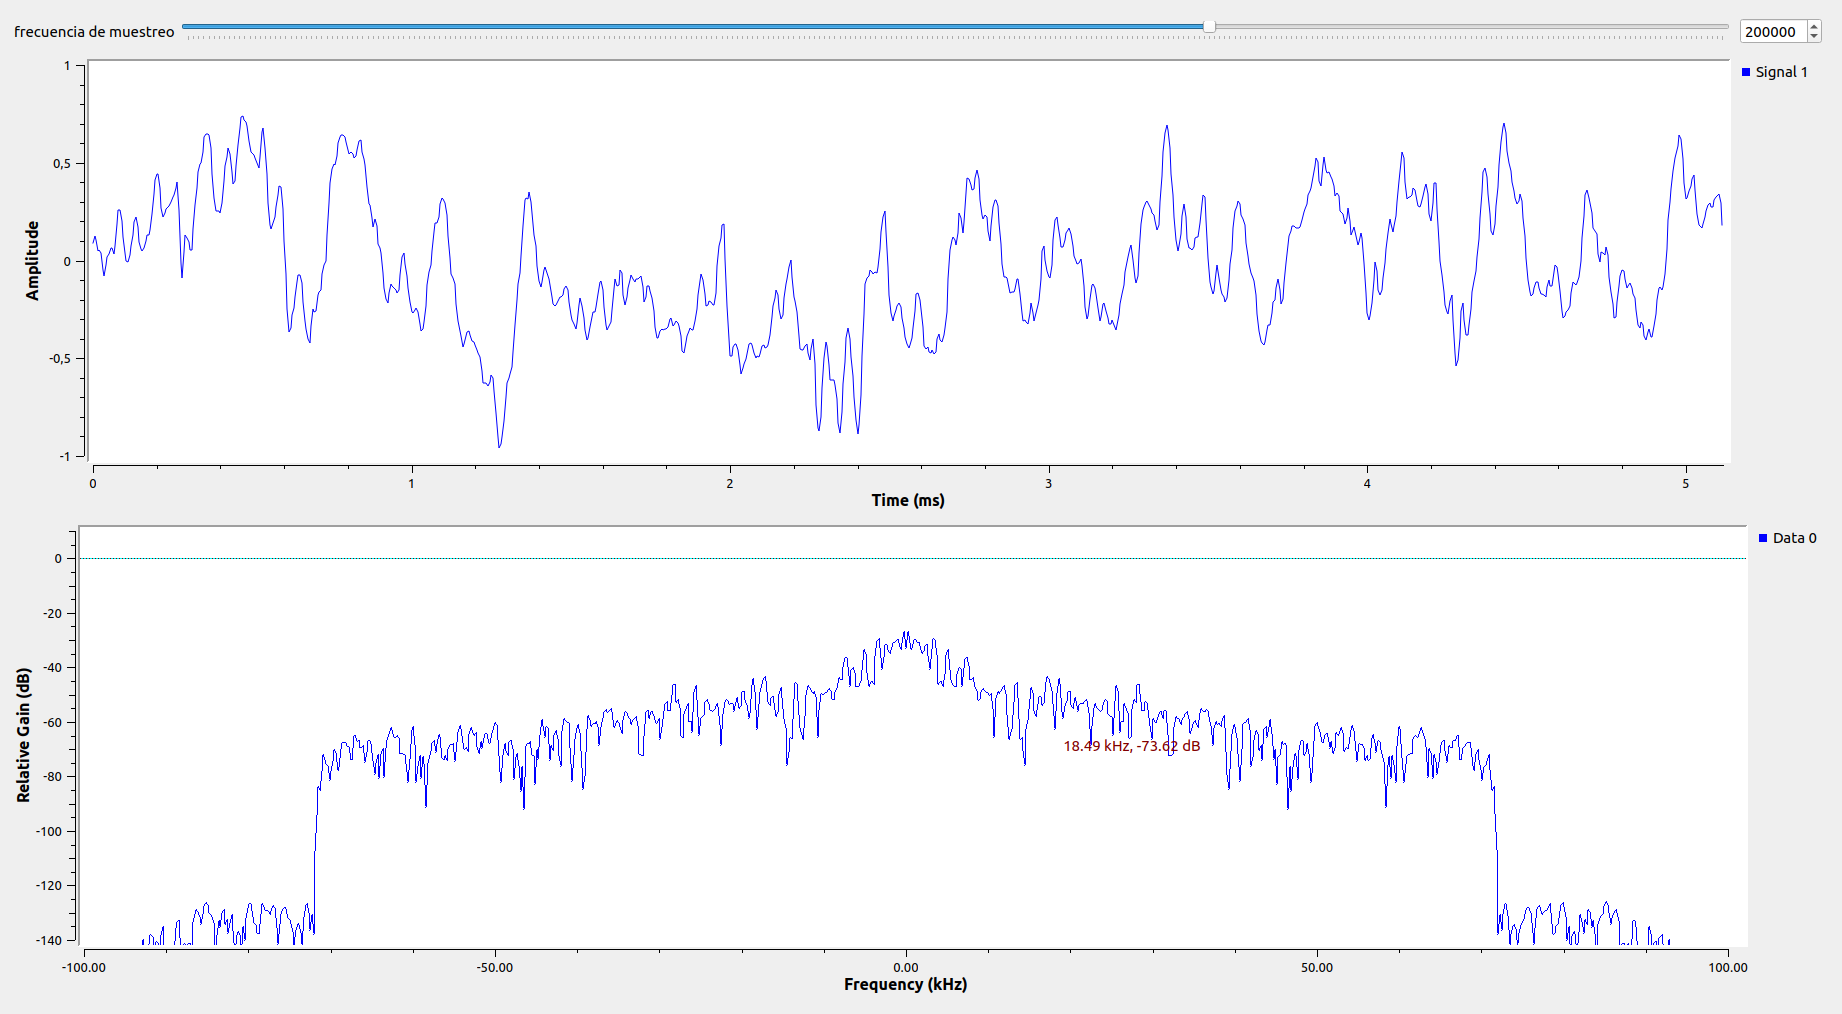 frecuencia de muestreo
200000
1
0,5
0
-0,5
-1
Amplitude
Signal 1
0 1 2 3 4 5
Time (ms)
0
-20
-40
-60
-80
-100
-120
-140
Relative Gain (dB)
Data 0
18.49 kHz, -73.62 dB
-100.00 -50.00 0.00 50.00 100.00
Frequency (kHz)